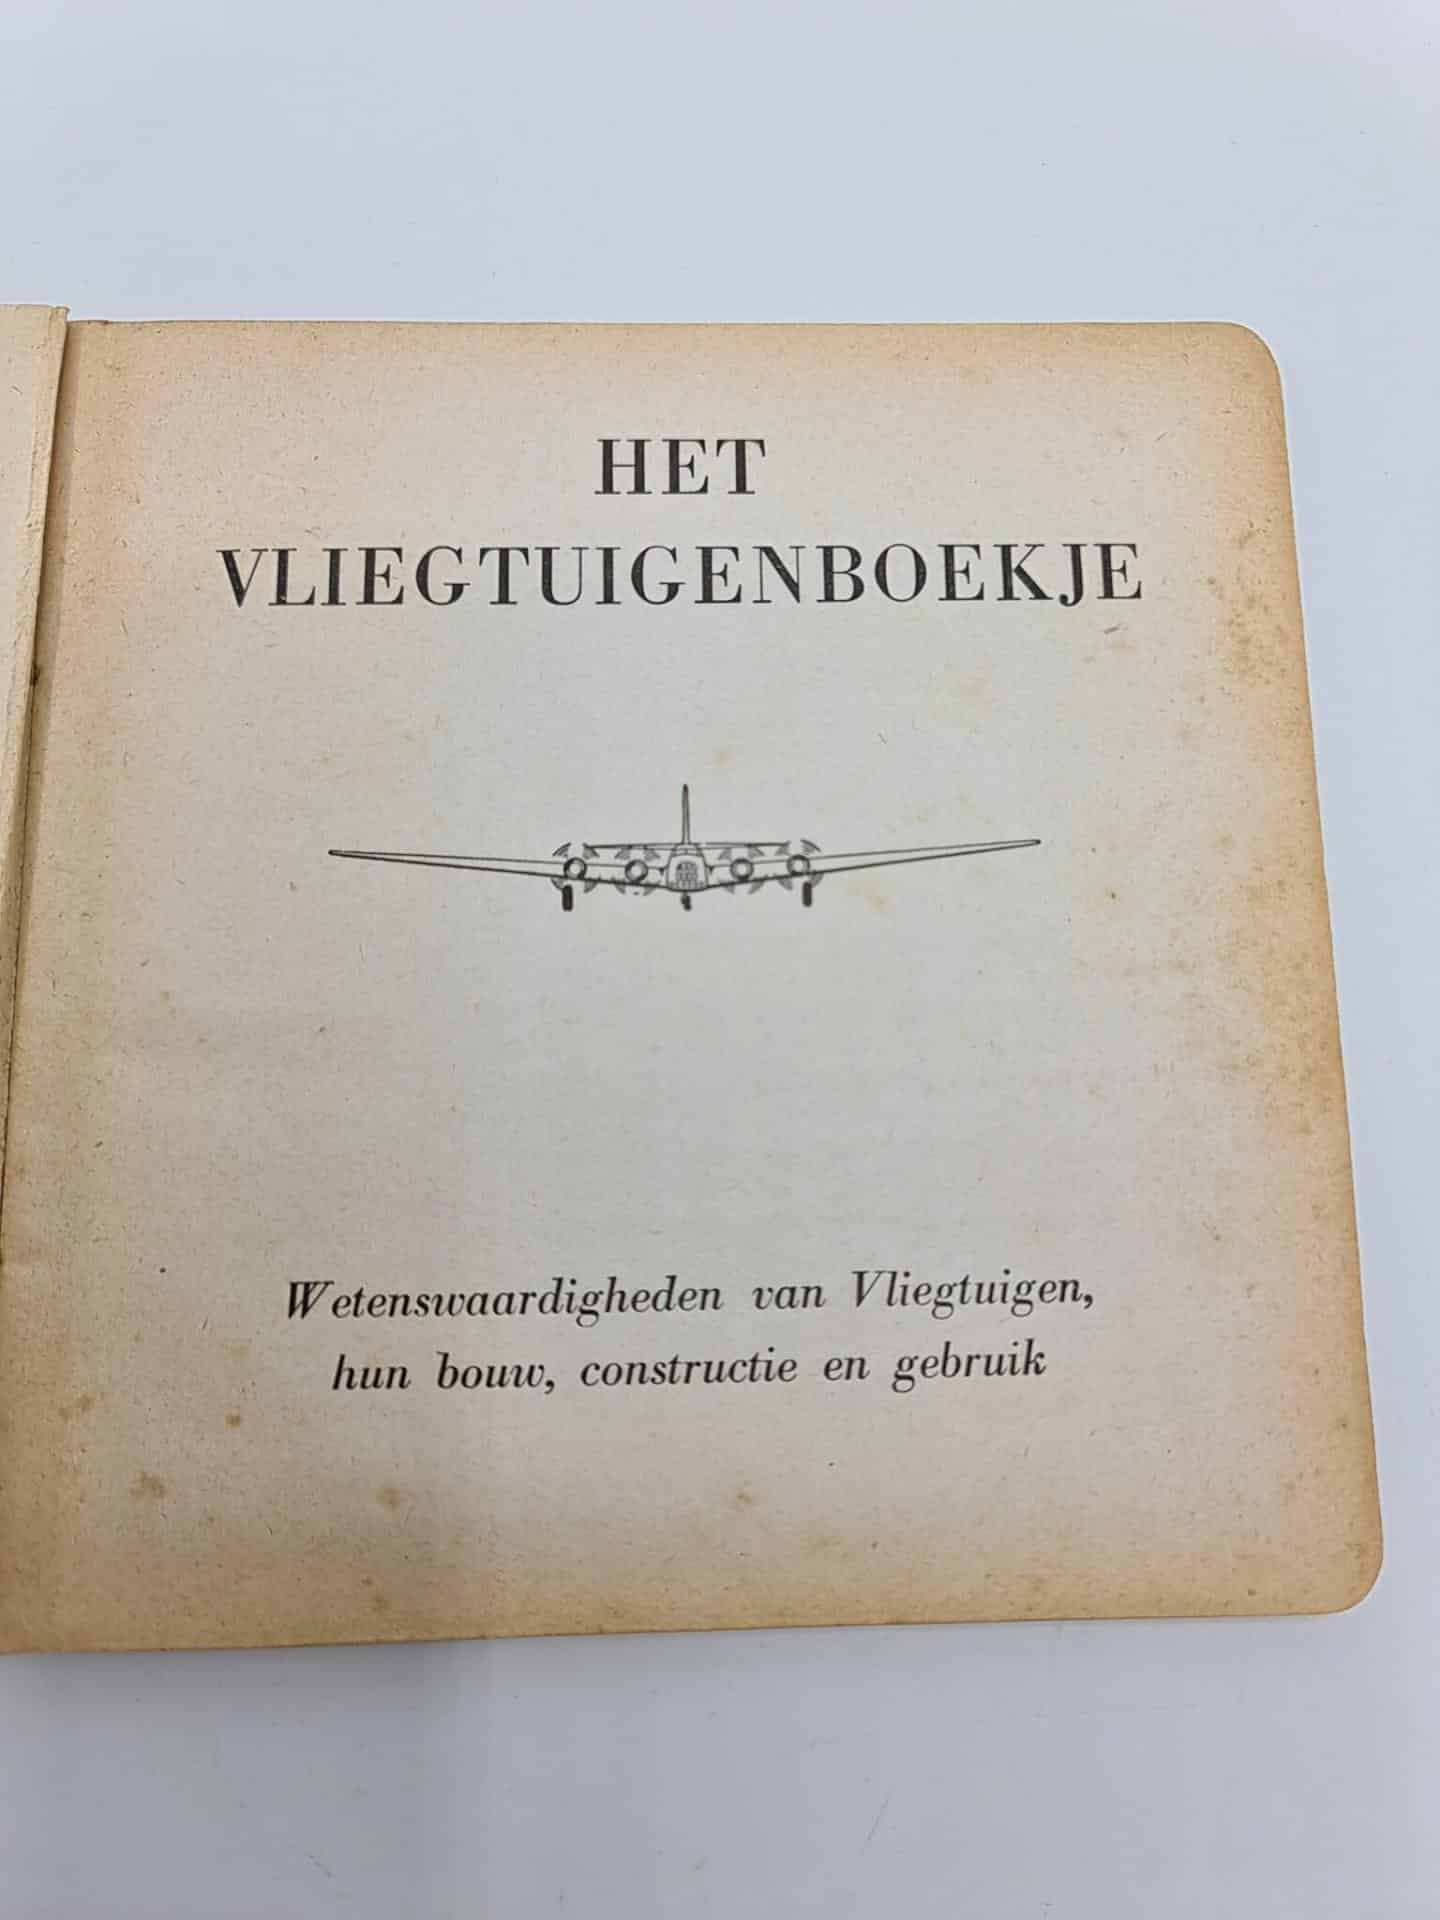 HET
VLIEGTUIGENBOEKJE
Wetenswaardigheden van Vliegtuigen,
hun bouw, constructie en gebruik